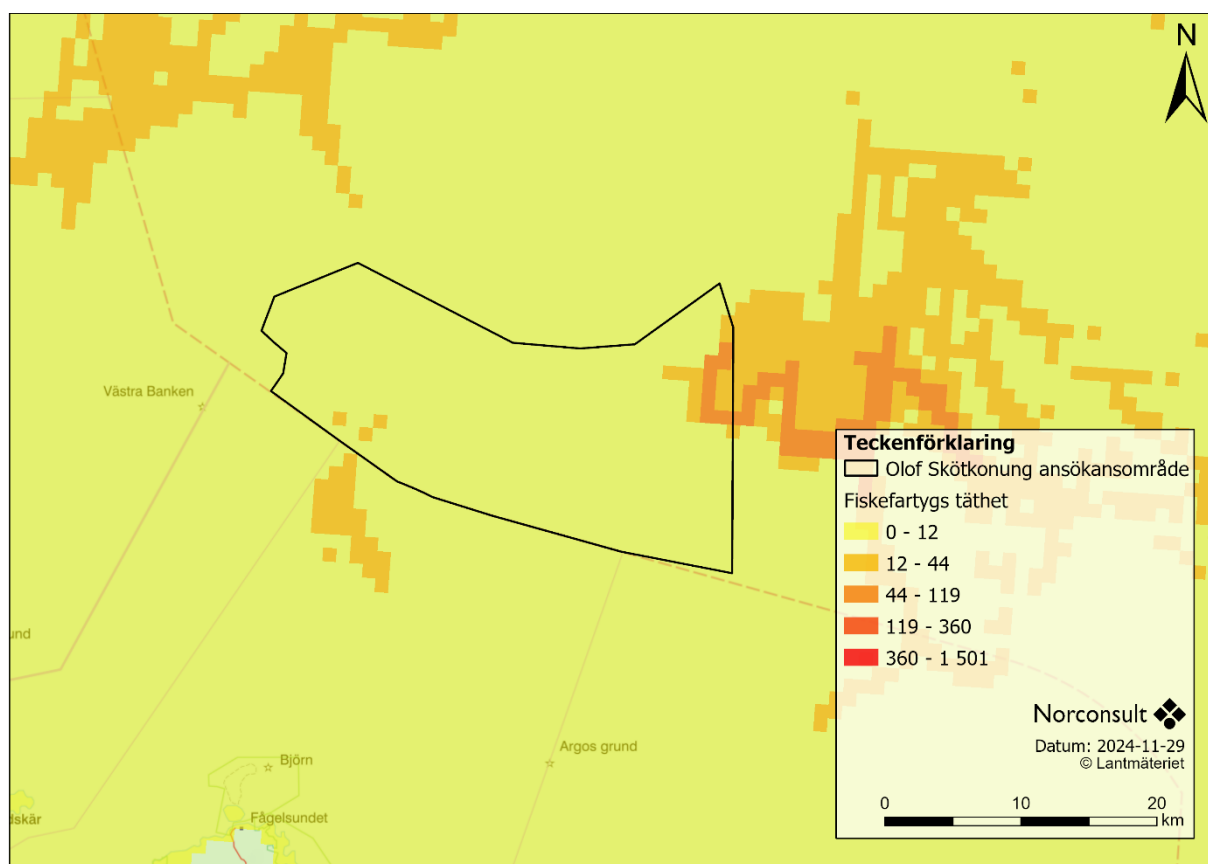 N
Västra Banken
und
Björn
Argos grund
dskär
Fågelsundet
Teckenförklaring
Olof Skötkonung ansökansområde
Fiskefartygs täthet
0 - 12
12 - 44
44 - 119
119 - 360
360 - 1 501
Norconsult
Datum: 2024-11-29
© Lantmäteriet
0 10 20
km